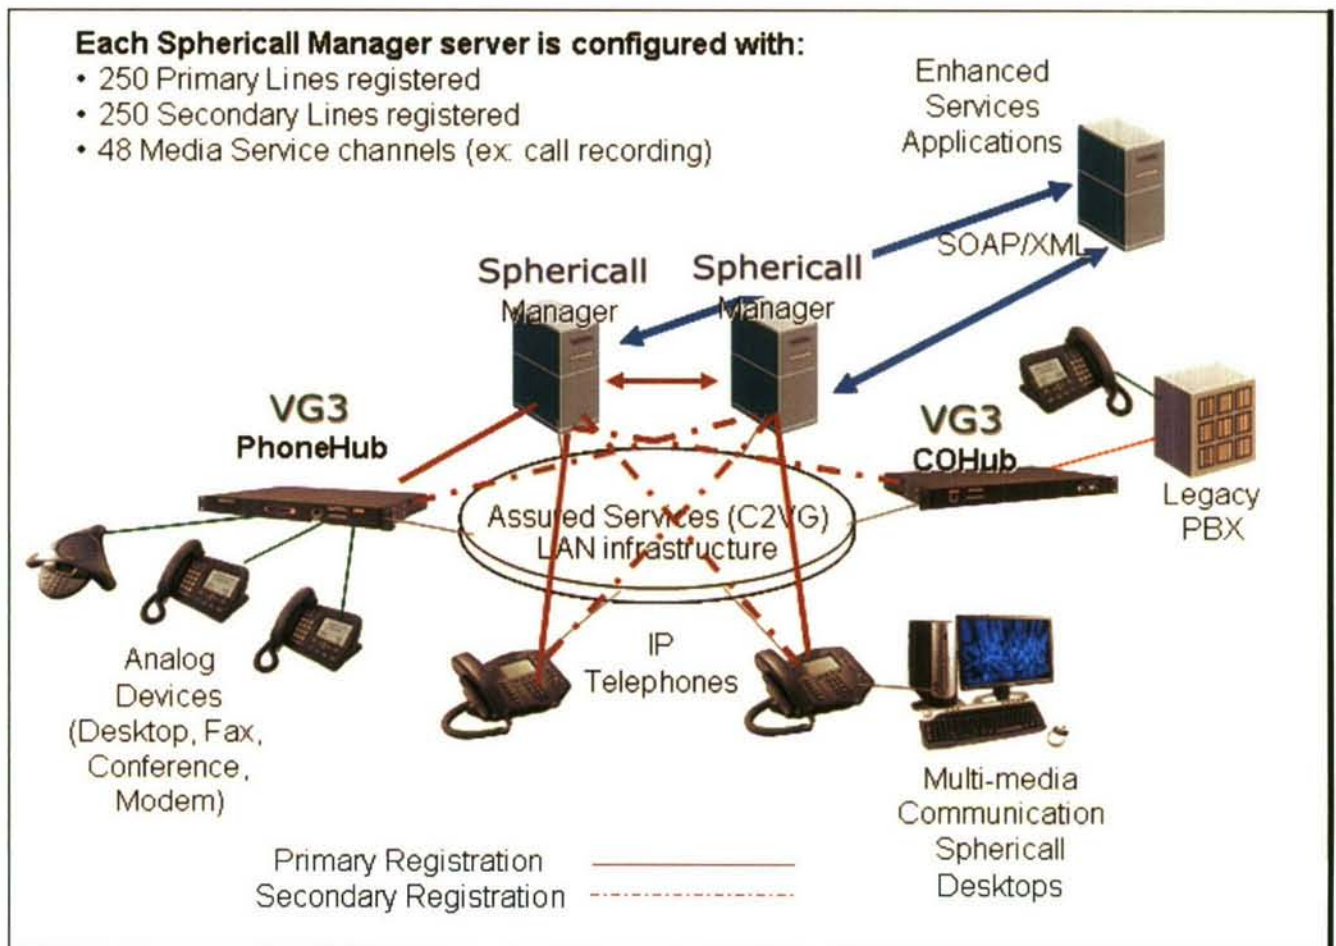 Each Sphericall Manager server is configured with:
• 250 Primary Lines registered
• 250 Secondary Lines registered
• 48 Media Service channels (ex: call recording)
Enhanced
Services
Applications
SOAP/XML
Sphericall
Manager
Sphericall
Manager
VG3
PhoneHub
VG3
COHub
Legacy
PBX
Assured Services (C2VG)
LAN infrastructure
IP
Telephones
Analog
Devices
(Desktop, Fax,
Conference,
Modem)
Multi-media
Communication
Sphericall
Desktops
Primary Registration
Secondary Registration